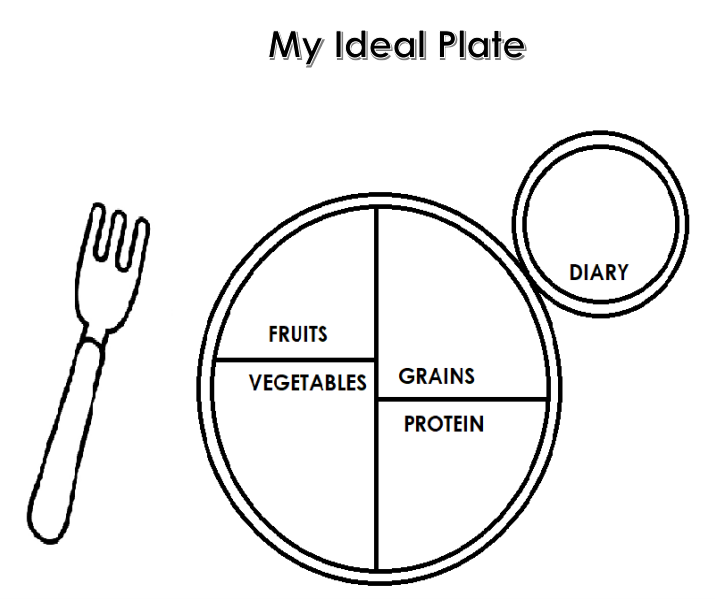 My Ideal Plate
DIARY
FRUITS
VEGETABLES
GRAINS
PROTEIN